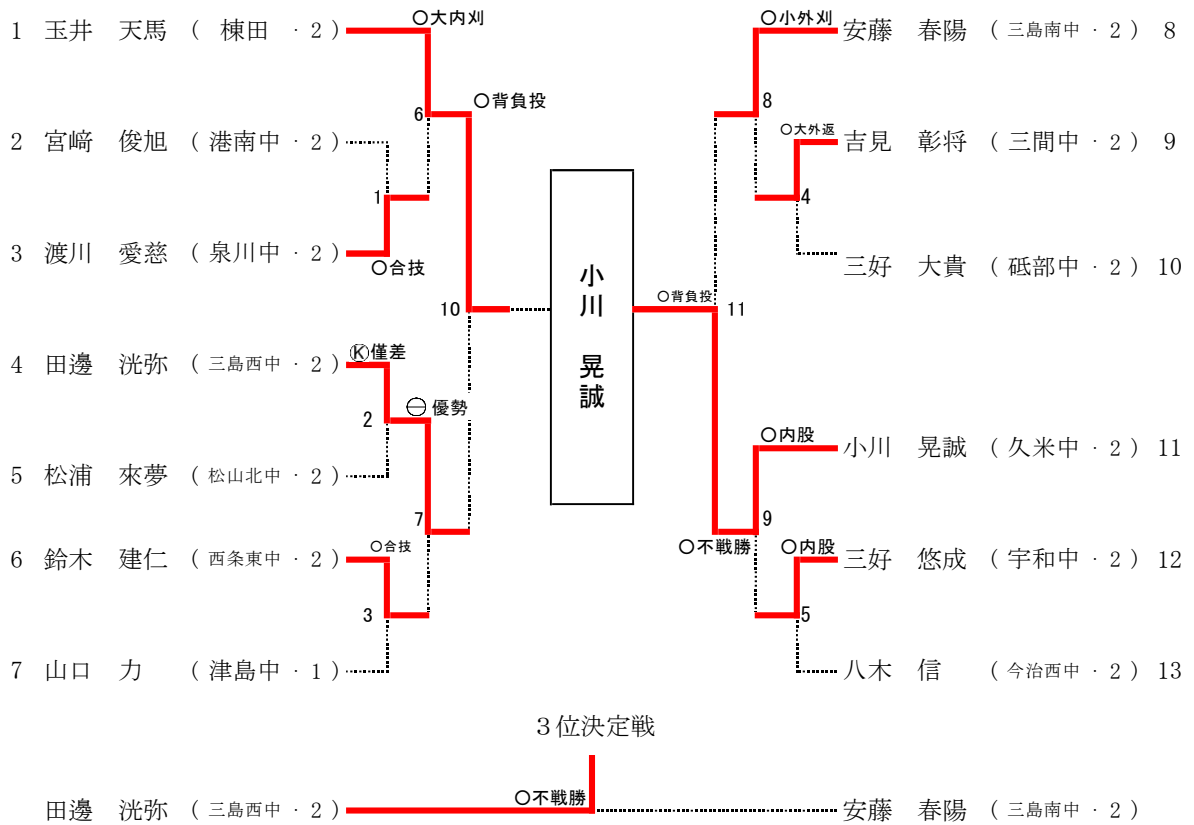 1 玉井 天馬 ( 棟田 ・2)
2 宮﨑 俊旭 (港南中・2)
3 渡川 愛慈 (泉川中・2)
4 田邊 洸弥 (三島西中・2)
5 松浦 來夢 (松山北中・2)
6 鈴木 建仁 (西条東中・2)
7 山口 力 (津島中・1)
○大内刈
6
○背負投
1
○合技
10
Ⓚ僅差
2
⊖優勢
7
○合技
3
小川 晃誠
○小外刈
8
○大外返
4
○背負投
11
○内股
9
○不戦勝
○内股
5
安藤 春陽 (三島南中・2) 8
吉見 彰将 (三間中・2) 9
三好 大貴 (砥部中・2) 10
小川 晃誠 (久米中・2) 11
三好 悠成 (宇和中・2) 12
八木 信 (今治西中・2) 13
3位決定戦
田邊 洸弥 (三島西中・2) ○不戦勝 安藤 春陽 (三島南中・2)